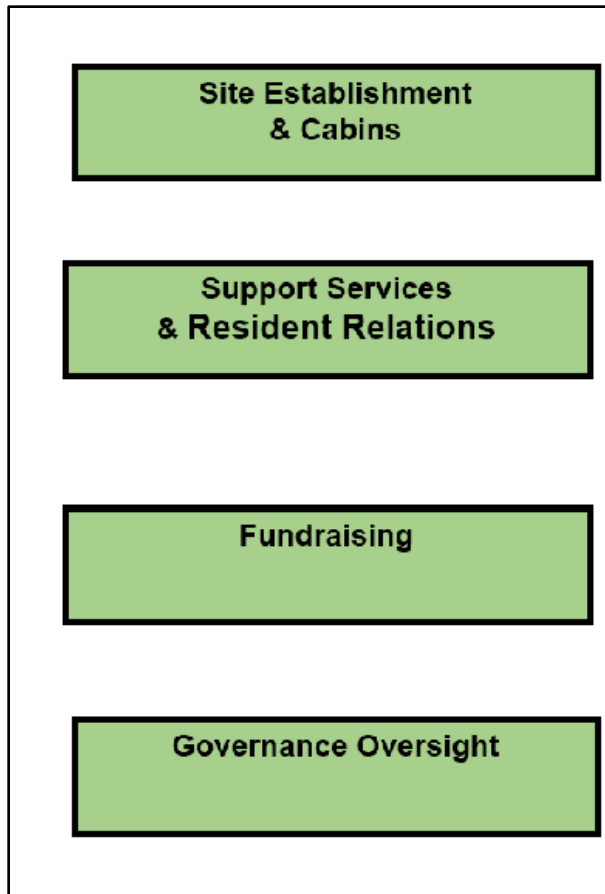 Site Establishment
& Cabins
Support Services
& Resident Relations
Fundraising
Governance Oversight